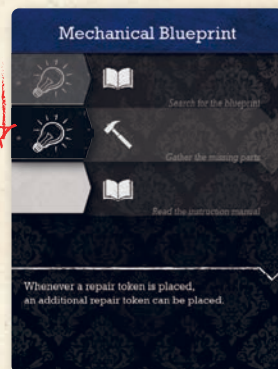 Mechanical Blueprint
Search for the blueprint
Gather the missing parts
Read the instruction manual
Whenever a repair token is placed,
an additional repair token can be placed.